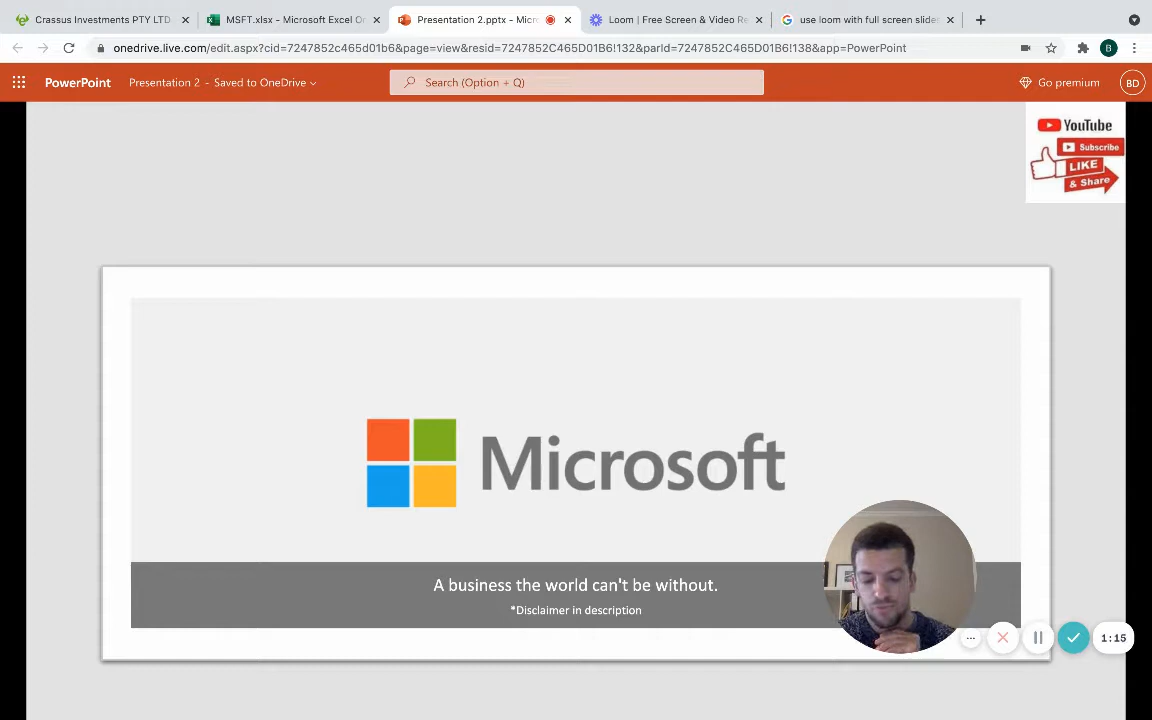 Crassus Investments PTY LTD
MSFT.xlsx - Microsoft Excel On
Presentation 2.pptx - Micr
Loom | Free Screen & Video Re
use loom with full screen slide
onedrive.live.com/edit.aspx?cid=7247852c465d01b6&page=view&resid=7247852C465D01B6!132&parId=7247852C465D01B6!138&app=PowerPoint
B
PowerPoint
Presentation 2 - Saved to OneDrive
Search (Option + Q)
Go premium
BD
YouTube
Subscribe
LIKE
& Share
Microsoft
A business the world can't be without.
*Disclaimer in description
1:15